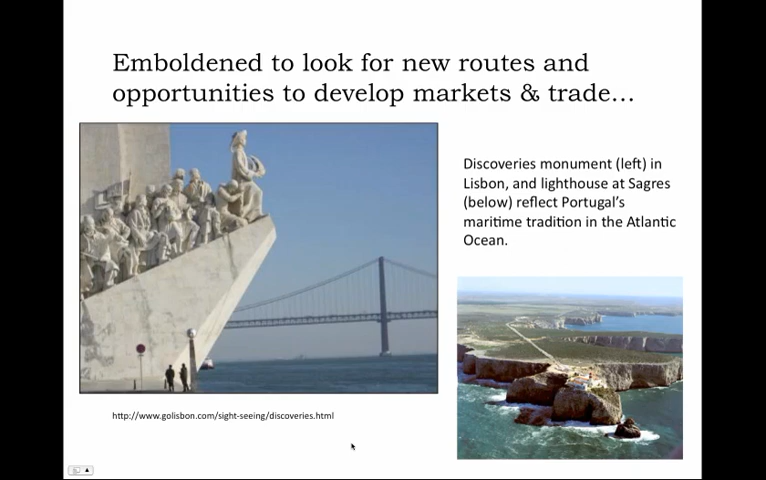 Emboldened to look for new routes and
opportunities to develop markets & trade…
Discoveries monument (left) in
Lisbon, and lighthouse at Sagres
(below) reflect Portugal's
maritime tradition in the Atlantic
Ocean.
http://www.golisbon.com/sight-seeing/discoveries.html